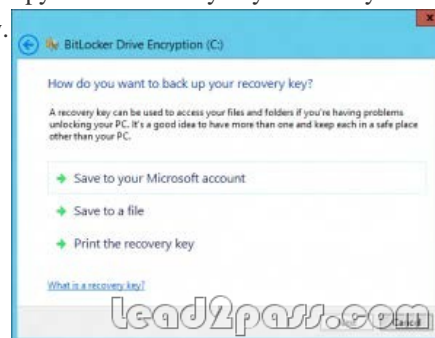 BitLocker Drive Encryption (C:)
How do you want to back up your recovery key?
A recovery key can be used to access your files and folders if you're having problems
unlocking your PC. It's a good idea to have more than one and keep each in a safe place
other than your PC.
Save to your Microsoft account
Save to a file
Print the recovery key
What is a recovery key?
Lead2pass.com
Cancel